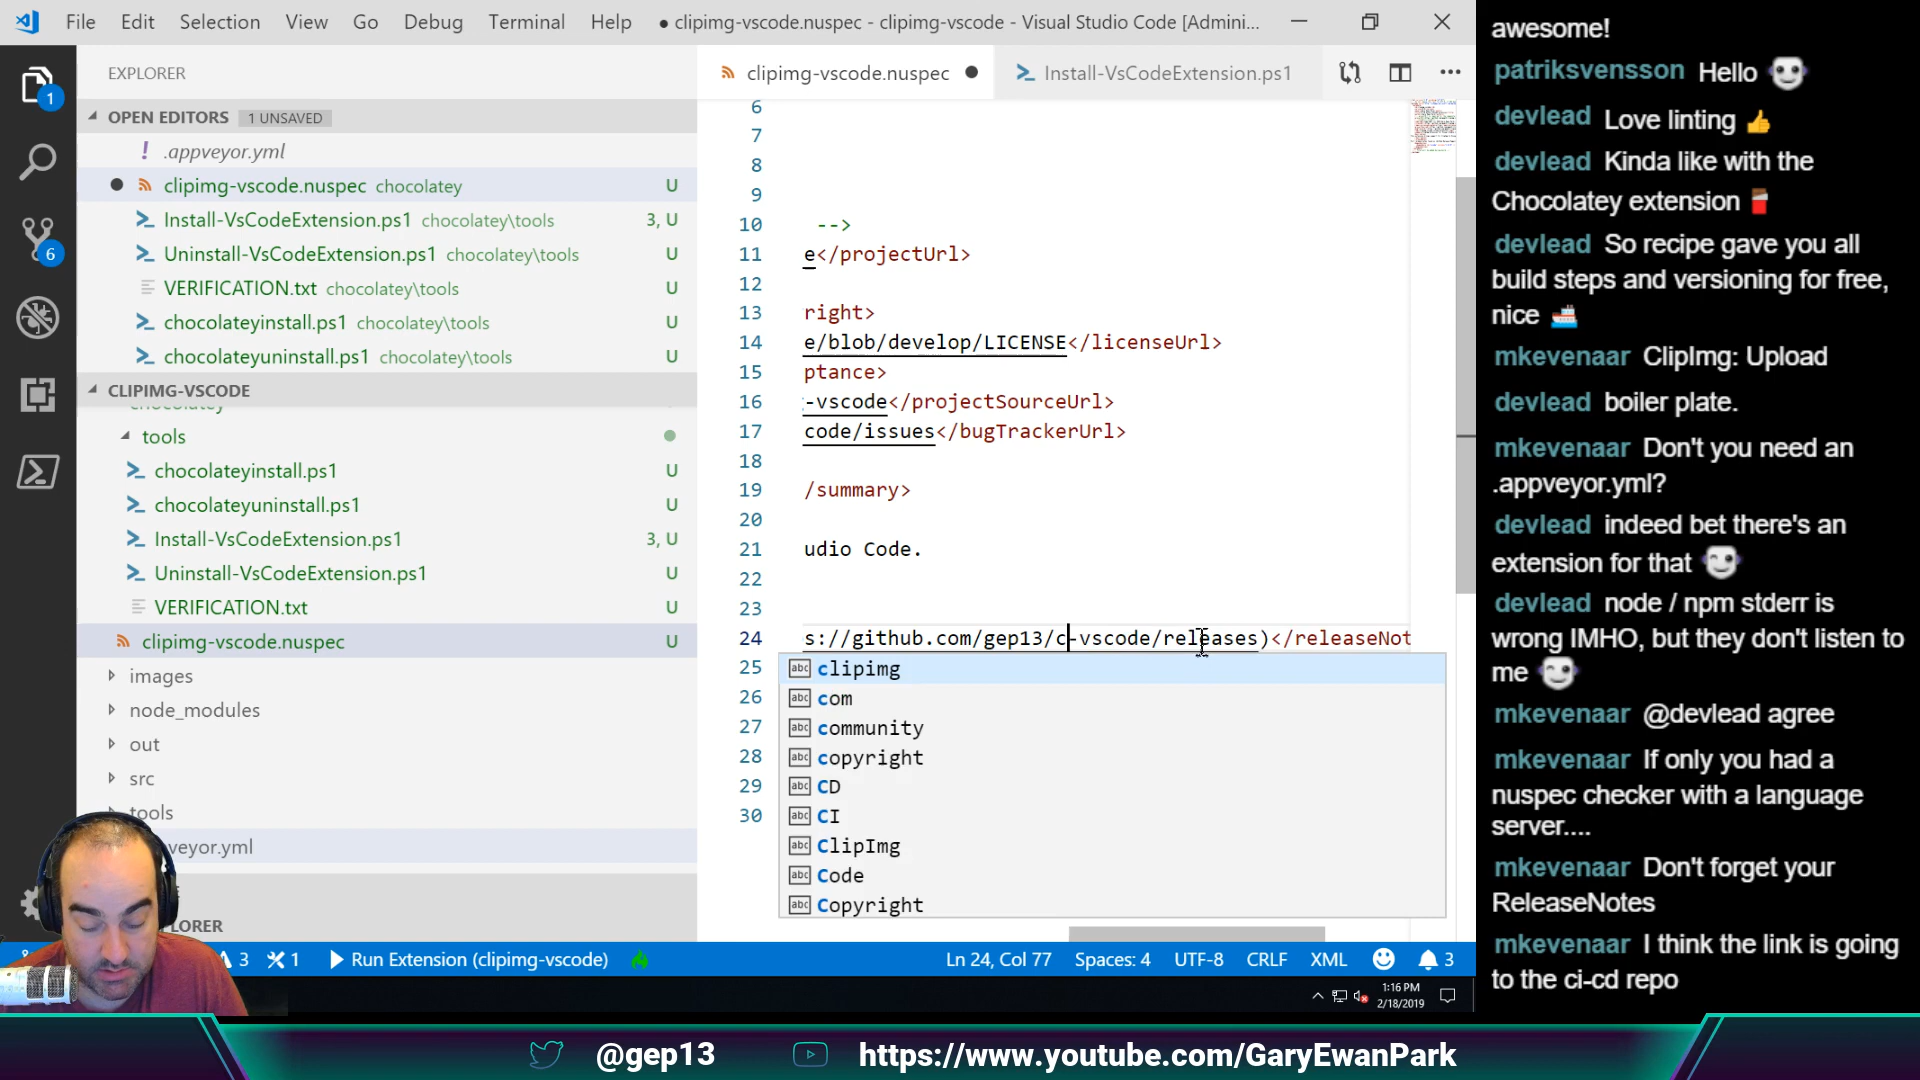 File Edit Selection View Go Debug Terminal Help ● clipimg-vscode.nuspec - clipimg-vscode - Visual Studio Code [Admini...
EXPLORER
OPEN EDITORS 1 UNSAVED
! .appveyor.yml
clipimg-vscode.nuspec chocolatey U
Install-VsCodeExtension.ps1 chocolatey\tools 3, U
Uninstall-VsCodeExtension.ps1 chocolatey\tools U
VERIFICATION.txt chocolatey\tools U
chocolateyinstall.ps1 chocolatey\tools U
chocolateyuninstall.ps1 chocolatey\tools U
CLIPIMG-VSCODE
chocolatey
tools
chocolateyinstall.ps1 U
chocolateyuninstall.ps1 U
Install-VsCodeExtension.ps1 3, U
Uninstall-VsCodeExtension.ps1 U
VERIFICATION.txt U
clipimg-vscode.nuspec U
images
node_modules
out
src
tools
veyor.yml
LORER
1
6
clipimg-vscode.nuspec Install-VsCodeExtension.ps1
6
7
8
9
10 -->
11 e</projectUrl>
12
13 right>
14 e/blob/develop/LICENSE</licenseUrl>
15 ptance>
16 -vscode</projectSourceUrl>
17 code/issues</bugTrackerUrl>
18
19 /summary>
20
21 udio Code.
22
23
24 s://github.com/gep13/c-vscode/releases)</releaseNot
25 abc clipimg
26 abc com
27 abc community
28 abc copyright
29 abc CD
30 abc CI
abc ClipImg
abc Code
abc Copyright
3 1 Run Extension (clipimg-vscode) Ln 24, Col 77 Spaces: 4 UTF-8 CRLF XML 3
1:16 PM
2/18/2019
awesome!
patriksvensson Hello
devlead Love linting 👍
devlead Kinda like with the
Chocolatey extension 🍫
devlead So recipe gave you all
build steps and versioning for free,
nice 🚢
mkevenaar ClipImg: Upload
devlead boiler plate.
mkevenaar Don't you need an
.appveyor.yml?
devlead indeed bet there's an
extension for that
devlead node / npm stderr is
wrong IMHO, but they don't listen to
me
mkevenaar @devlead agree
mkevenaar If only you had a
nuspec checker with a language
server....
mkevenaar Don't forget your
ReleaseNotes
mkevenaar I think the link is going
to the ci-cd repo
@gep13 https://www.youtube.com/GaryEwanPark